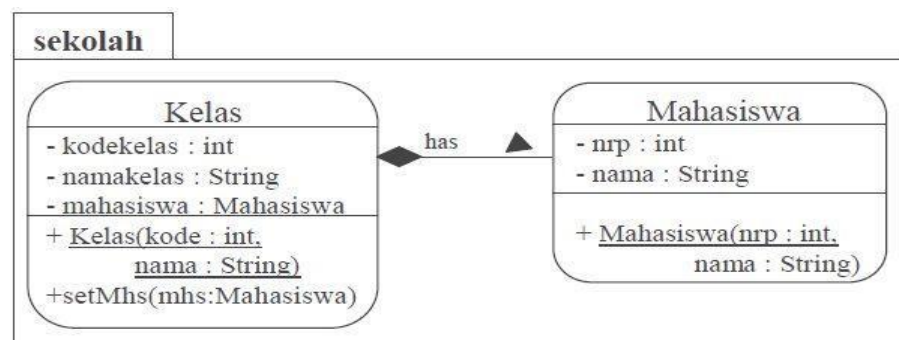 sekolah
Kelas
- kodekelas : int
- namakelas : String
- mahasiswa : Mahasiswa
+ Kelas(kode : int,
nama : String)
+setMhs(mhs:Mahasiswa)
has
Mahasiswa
- nrp : int
- nama : String
+ Mahasiswa(nrp : int,
nama : String)